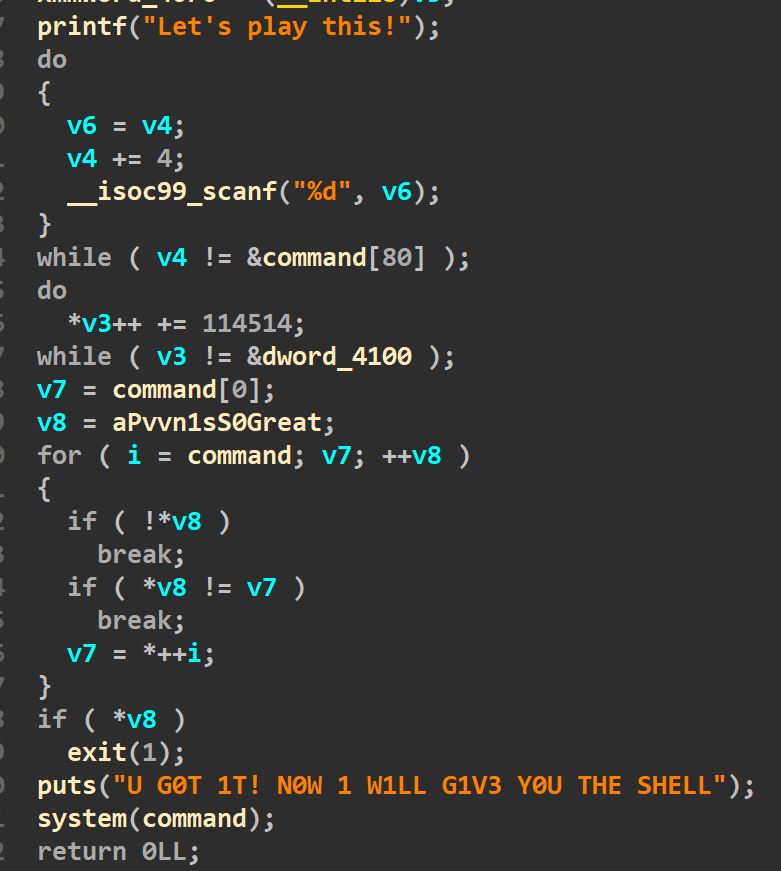 printf("Let's play this!");
do
{
v6 = v4;
v4 += 4;
__isoc99_scanf("%d", v6);
}
while ( v4 != &command[80] );
do
*v3++ += 114514;
while ( v3 != &dword_4100 );
v7 = command[0];
v8 = aPvvn1sS0Great;
for ( i = command; v7; ++v8 )
{
if ( !*v8 )
break;
if ( *v8 != v7 )
break;
v7 = *++i;
}
if ( *v8 )
exit(1);
puts("U G0T 1T! N0W 1 W1LL G1V3 Y0U THE SHELL");
system(command);
return 0LL;